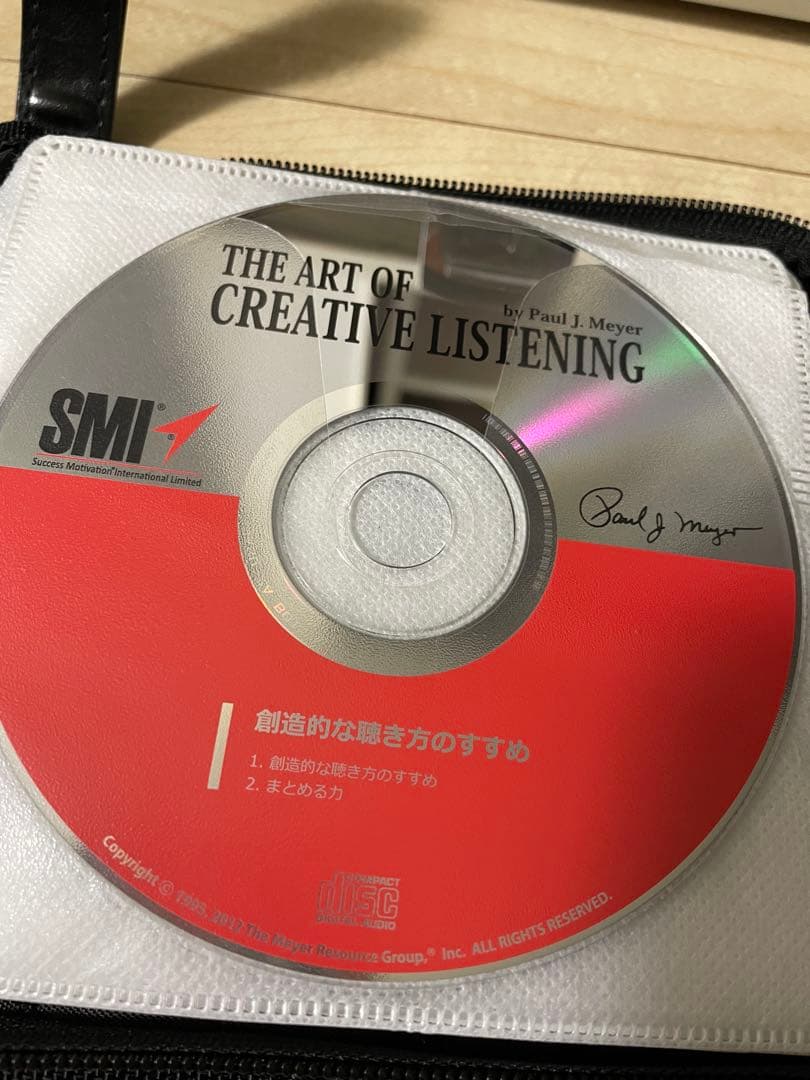 THE ART OF
CREATIVE LISTENING
by Paul J. Meyer
SMI®
®
Success Motivation® International Limited
Paul J Meyer
創造的な聴き方のすすめ
1. 創造的な聴き方のすすめ
2. まとめる力
COMPACT
disc
DIGITAL AUDIO
Copyright © 1995, 2012 The Meyer Resource Group,® Inc. ALL RIGHTS RESERVED.